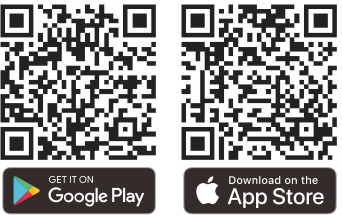 GET IT ON
Google Play
Download on the
App Store